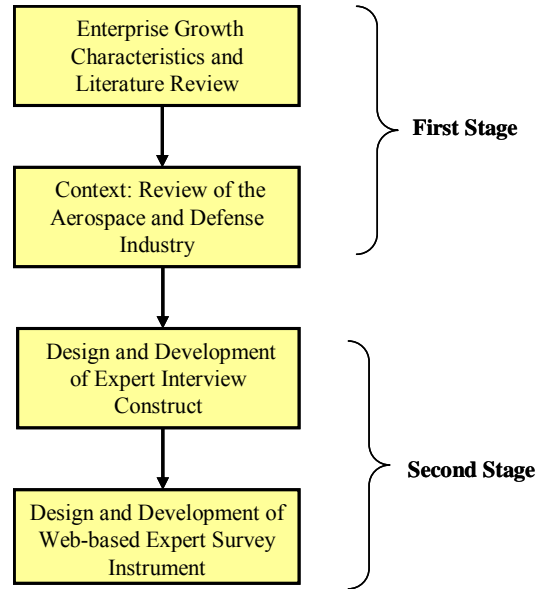 Enterprise Growth
Characteristics and
Literature Review
First Stage
Context: Review of the
Aerospace and Defense
Industry
Design and Development
of Expert Interview
Construct
Second Stage
Design and Development of
Web-based Expert Survey
Instrument